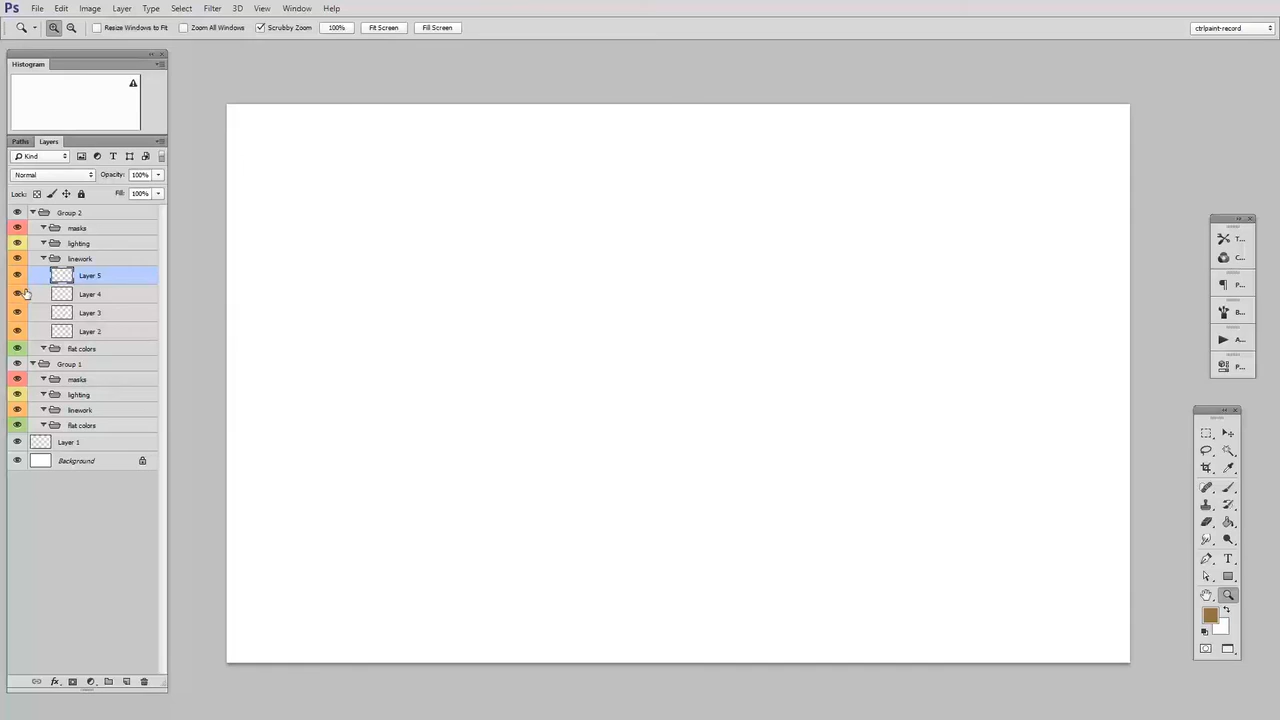 Ps File Edit Image Layer Type Select Filter 3D View Window Help
Resize Windows to Fit Zoom All Windows Scrubby Zoom 100% Fit Screen Fill Screen ctrlpaint-record
Histogram
Paths Layers
Kind
Normal Opacity: 100%
Lock: Fill: 100%
Group 2
masks
lighting
linework
Layer 5
Layer 4
Layer 3
Layer 2
flat colors
Group 1
masks
lighting
linework
flat colors
Layer 1
Background
T...
C...
P...
B...
A...
P...